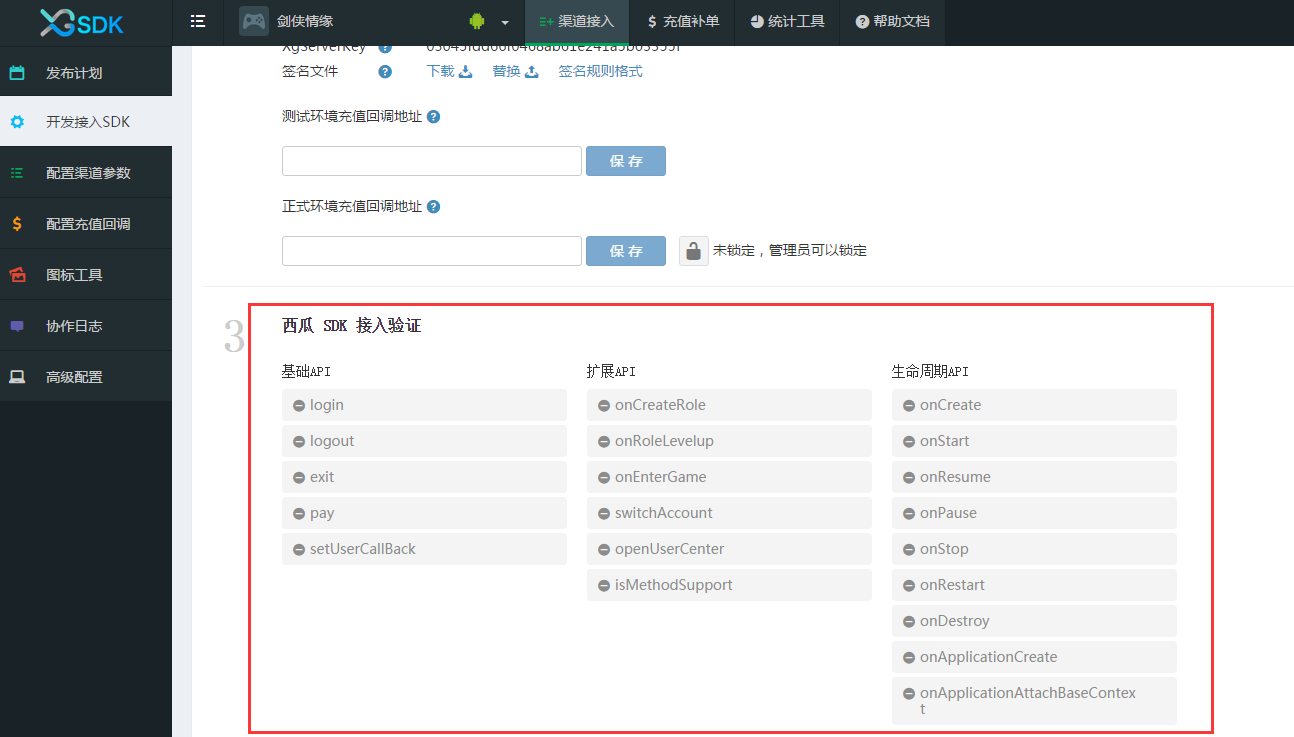 XGSDK
剑侠情缘
渠道接入
$ 充值补单
统计工具
帮助文档
发布计划
开发接入SDK
配置渠道参数
配置充值回调
图标工具
协作日志
高级配置
XgServerKey
签名文件 下载 替换 签名规则格式
测试环境充值回调地址
保 存
正式环境充值回调地址
保 存 未锁定，管理员可以锁定
3
西瓜 SDK 接入验证
基础API
login
logout
exit
pay
setUserCallBack
扩展API
onCreateRole
onRoleLevelup
onEnterGame
switchAccount
openUserCenter
isMethodSupport
生命周期API
onCreate
onStart
onResume
onPause
onStop
onRestart
onDestroy
onApplicationCreate
onApplicationAttachBaseContex
t